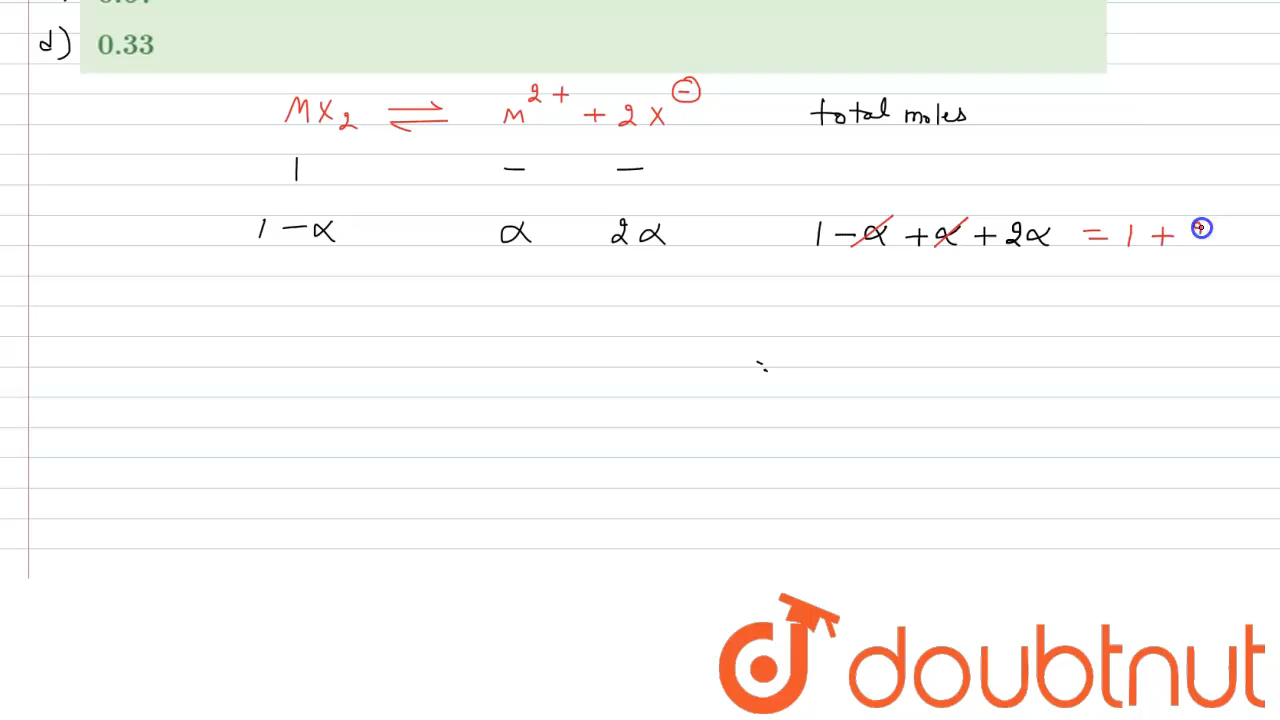 d) 0.33
MX₂ ⇌ M²⁺ + 2X⊖ total moles
1 – –
1 – α α 2α 1 – α + α + 2α = 1 +
doubtnut